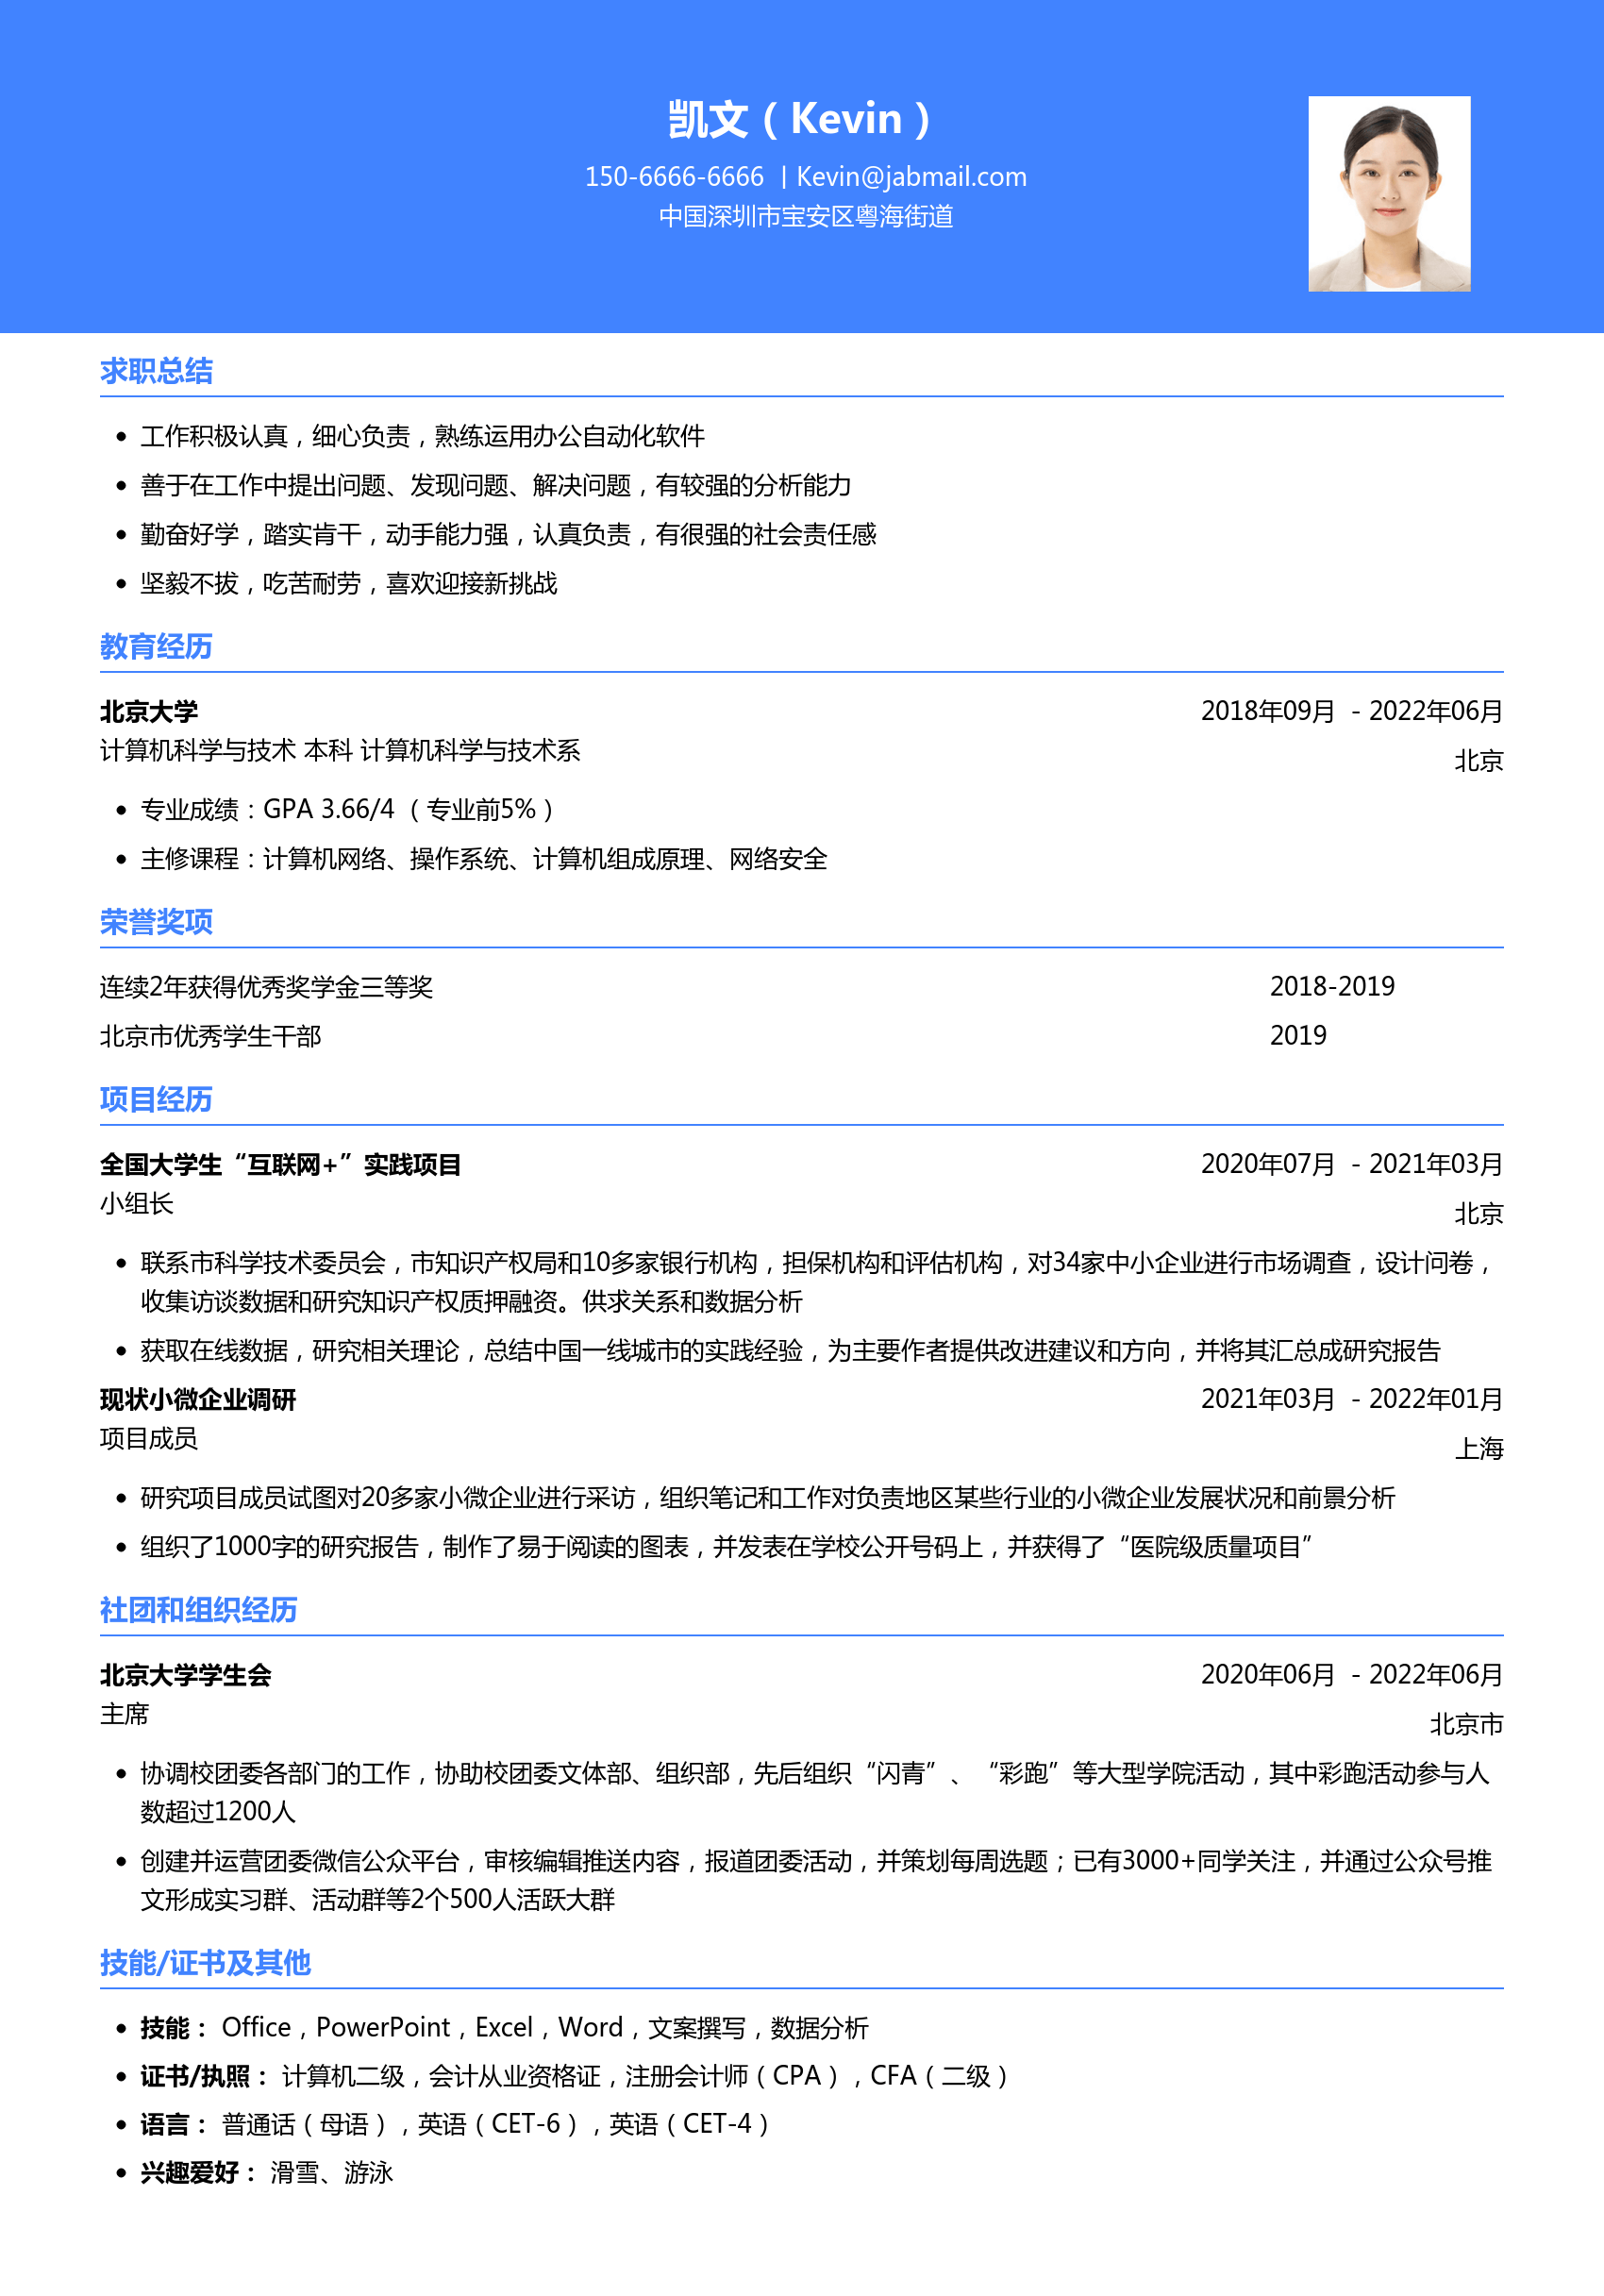 凯文（Kevin）
150-6666-6666 | Kevin@jabmail.com
中国深圳市宝安区粤海街道
求职总结
• 工作积极认真，细心负责，熟练运用办公自动化软件
• 善于在工作中提出问题、发现问题、解决问题，有较强的分析能力
• 勤奋好学，踏实肯干，动手能力强，认真负责，有很强的社会责任感
• 坚毅不拔，吃苦耐劳，喜欢迎接新挑战
教育经历
北京大学 2018年09月 - 2022年06月
计算机科学与技术 本科 计算机科学与技术系 北京
• 专业成绩：GPA 3.66/4 （专业前5%）
• 主修课程：计算机网络、操作系统、计算机组成原理、网络安全
荣誉奖项
连续2年获得优秀奖学金三等奖 2018-2019
北京市优秀学生干部 2019
项目经历
全国大学生“互联网+”实践项目 2020年07月 - 2021年03月
小组长 北京
• 联系市科学技术委员会，市知识产权局和10多家银行机构，担保机构和评估机构，对34家中小企业进行市场调查，设计问卷，
收集访谈数据和研究知识产权质押融资。供求关系和数据分析
• 获取在线数据，研究相关理论，总结中国一线城市的实践经验，为主要作者提供改进建议和方向，并将其汇总成研究报告
现状小微企业调研 2021年03月 - 2022年01月
项目成员 上海
• 研究项目成员试图对20多家小微企业进行采访，组织笔记和工作对负责地区某些行业的小微企业发展状况和前景分析
• 组织了1000字的研究报告，制作了易于阅读的图表，并发表在学校公开号码上，并获得了“医院级质量项目”
社团和组织经历
北京大学学生会 2020年06月 - 2022年06月
主席 北京市
• 协调校团委各部门的工作，协助校团委文体部、组织部，先后组织“闪青”、“彩跑”等大型学院活动，其中彩跑活动参与人
数超过1200人
• 创建并运营团委微信公众平台，审核编辑推送内容，报道团委活动，并策划每周选题；已有3000+同学关注，并通过公众号推
文形成实习群、活动群等2个500人活跃大群
技能/证书及其他
• 技能： Office，PowerPoint，Excel，Word，文案撰写，数据分析
• 证书/执照： 计算机二级，会计从业资格证，注册会计师（CPA），CFA（二级）
• 语言： 普通话（母语），英语（CET-6），英语（CET-4）
• 兴趣爱好： 滑雪、游泳